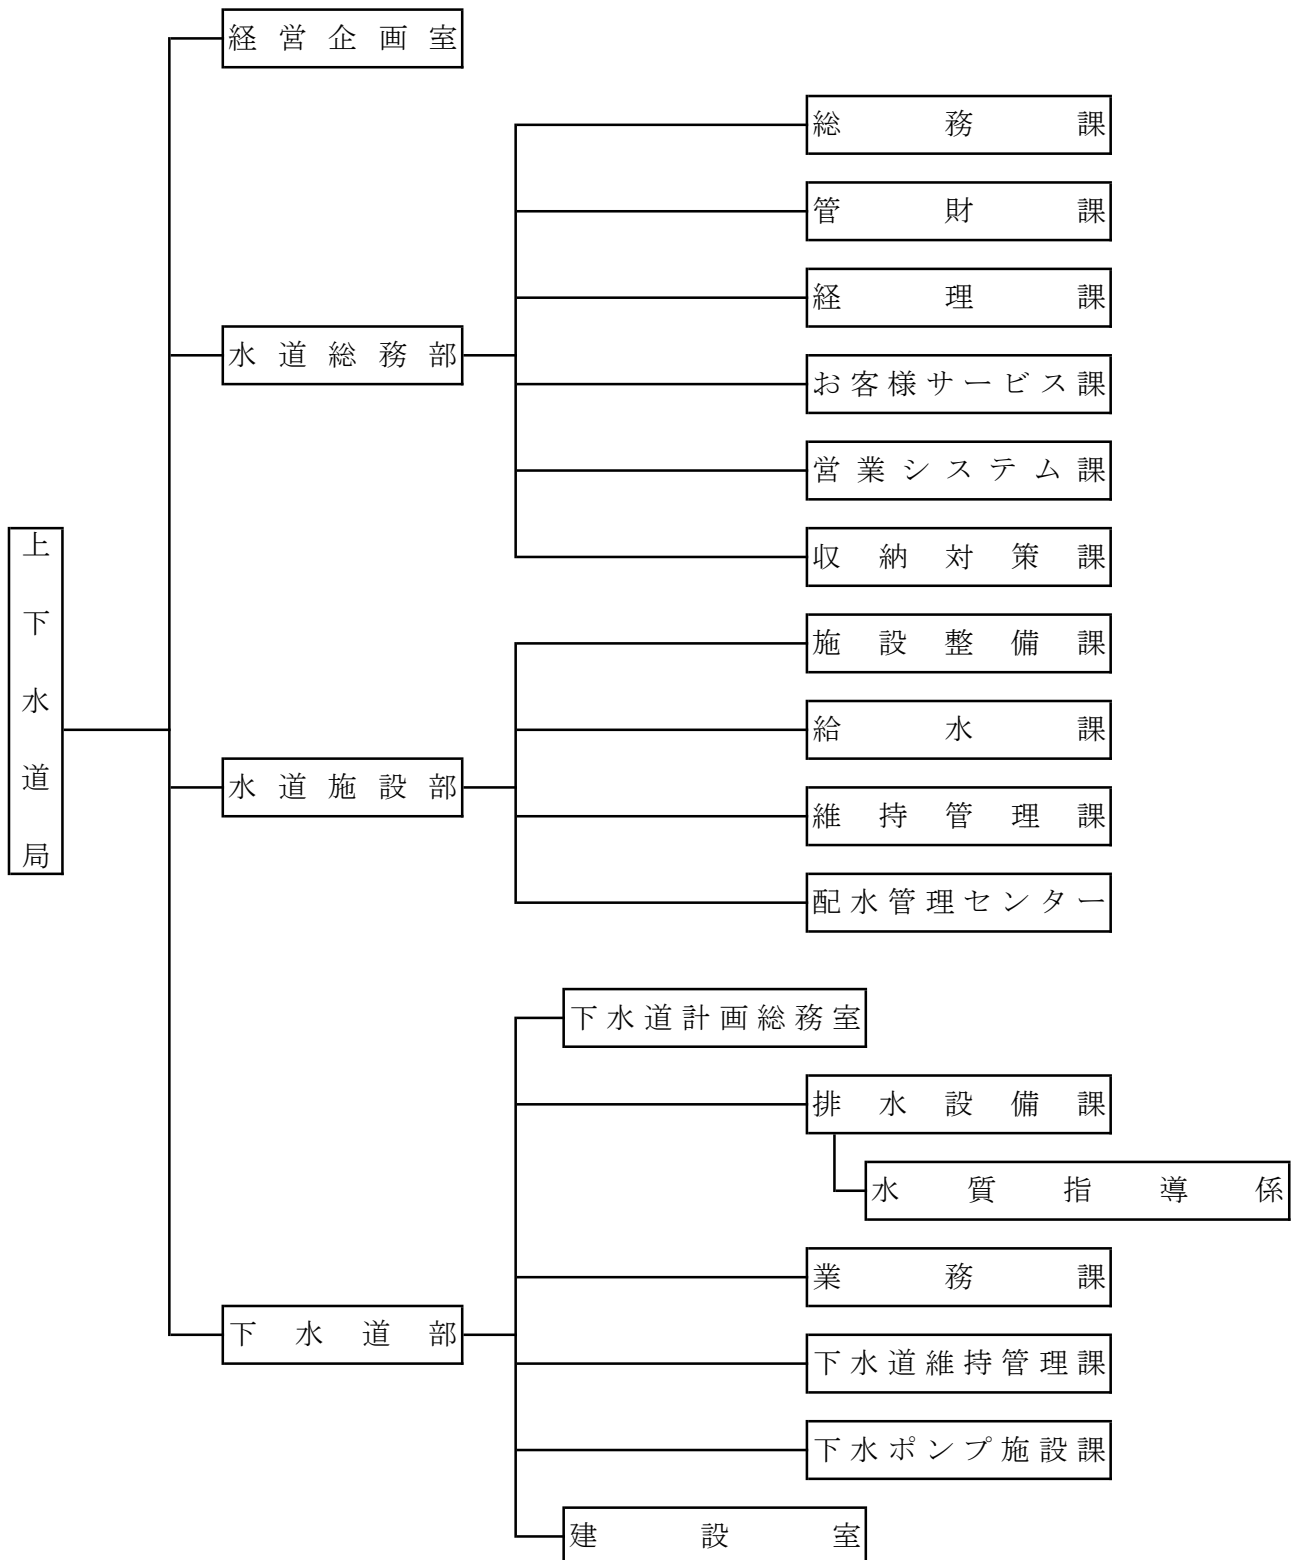 経営企画室
総務課
管財課
経理課
水道総務部
お客様サービス課
営業システム課
収納対策課
上下水道局
施設整備課
給水課
水道施設部
維持管理課
配水管理センター
下水道計画総務室
排水設備課
水質指導係
業務課
下水道部
下水道維持管理課
下水ポンプ施設課
建設室